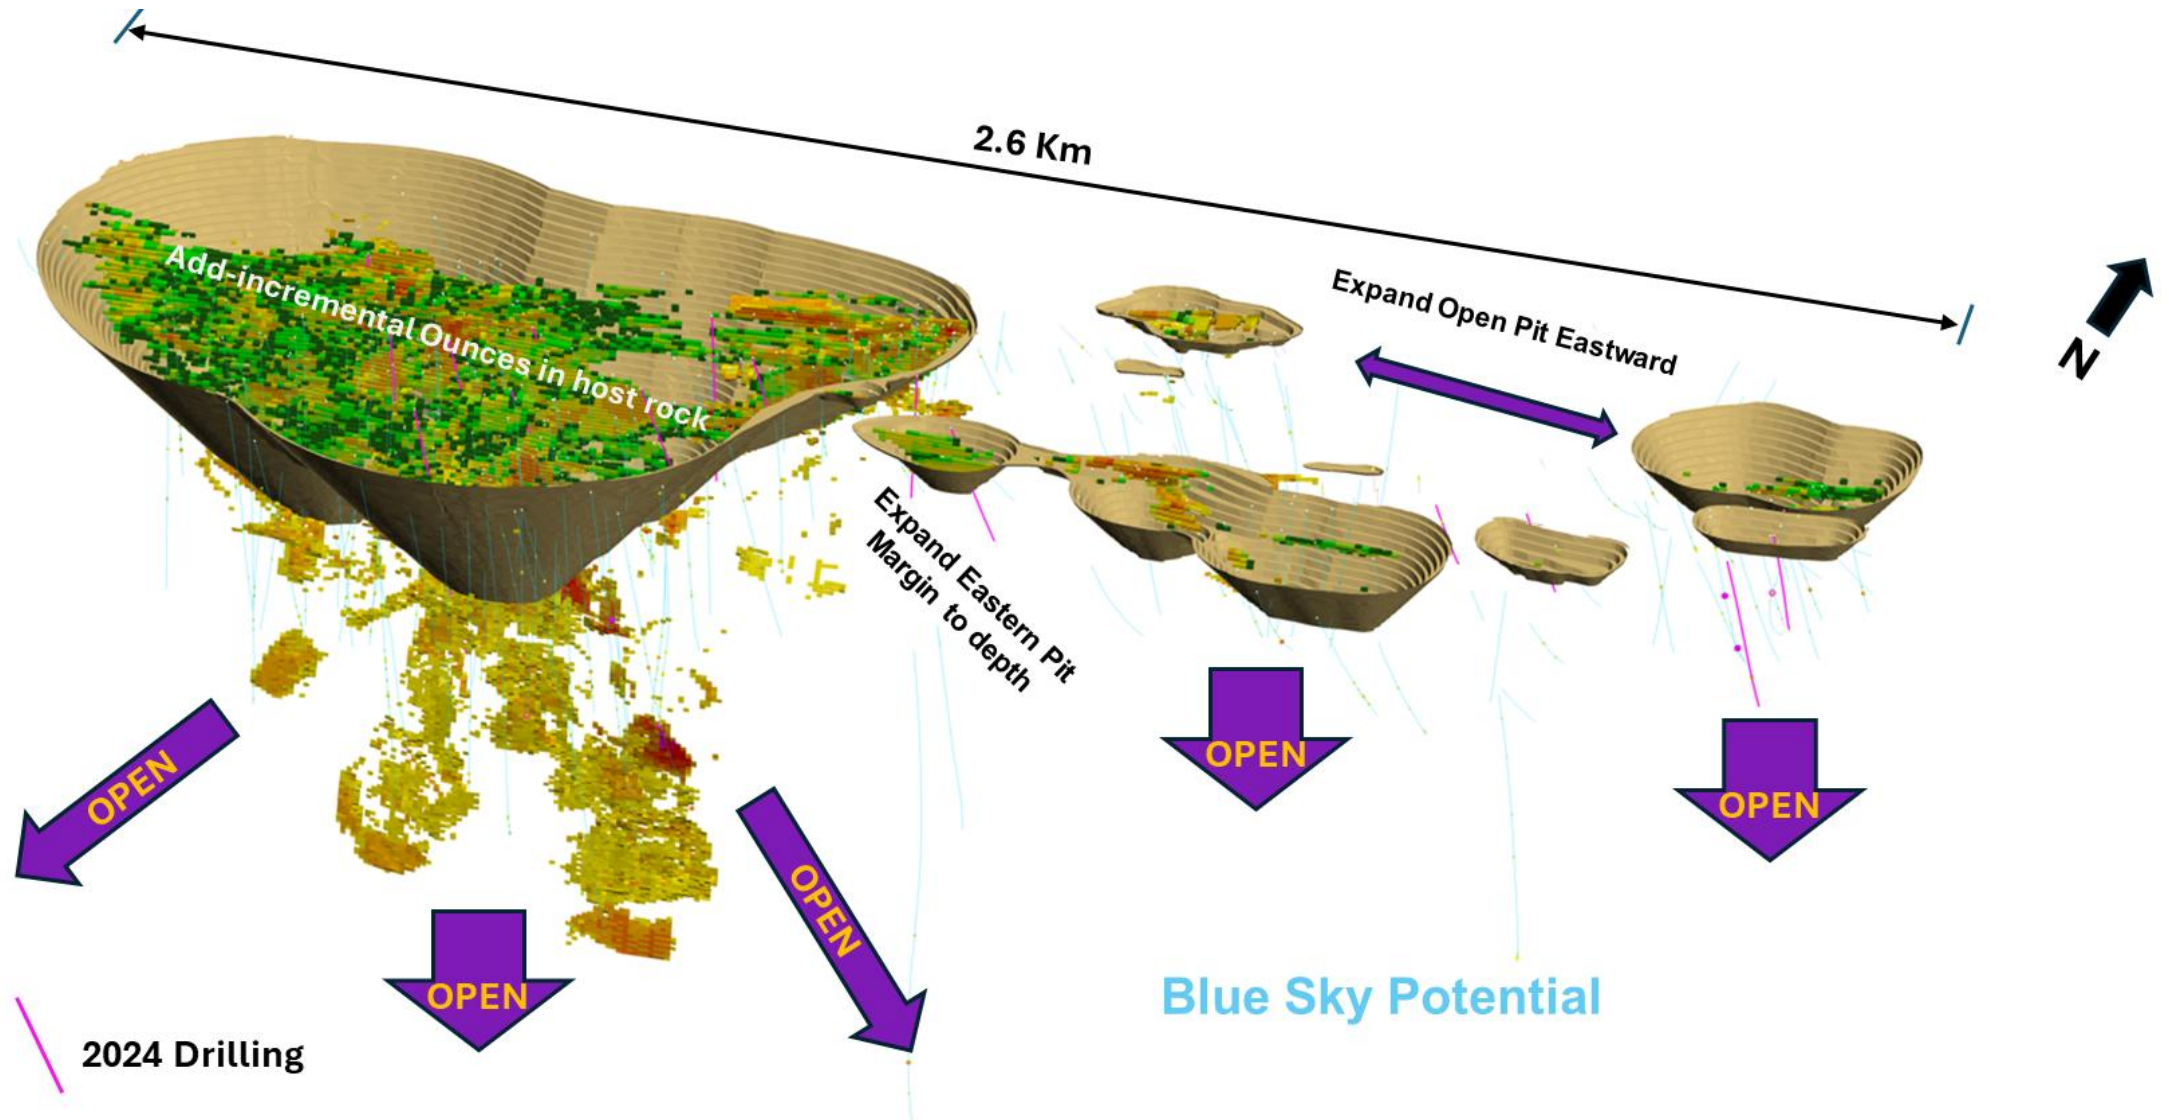 2.6 Km
Expand Open Pit Eastward
N
Add-incremental Ounces in host rock
Expand Eastern Pit
Margin to depth
OPEN
OPEN
OPEN
OPEN
OPEN
Blue Sky Potential
2024 Drilling